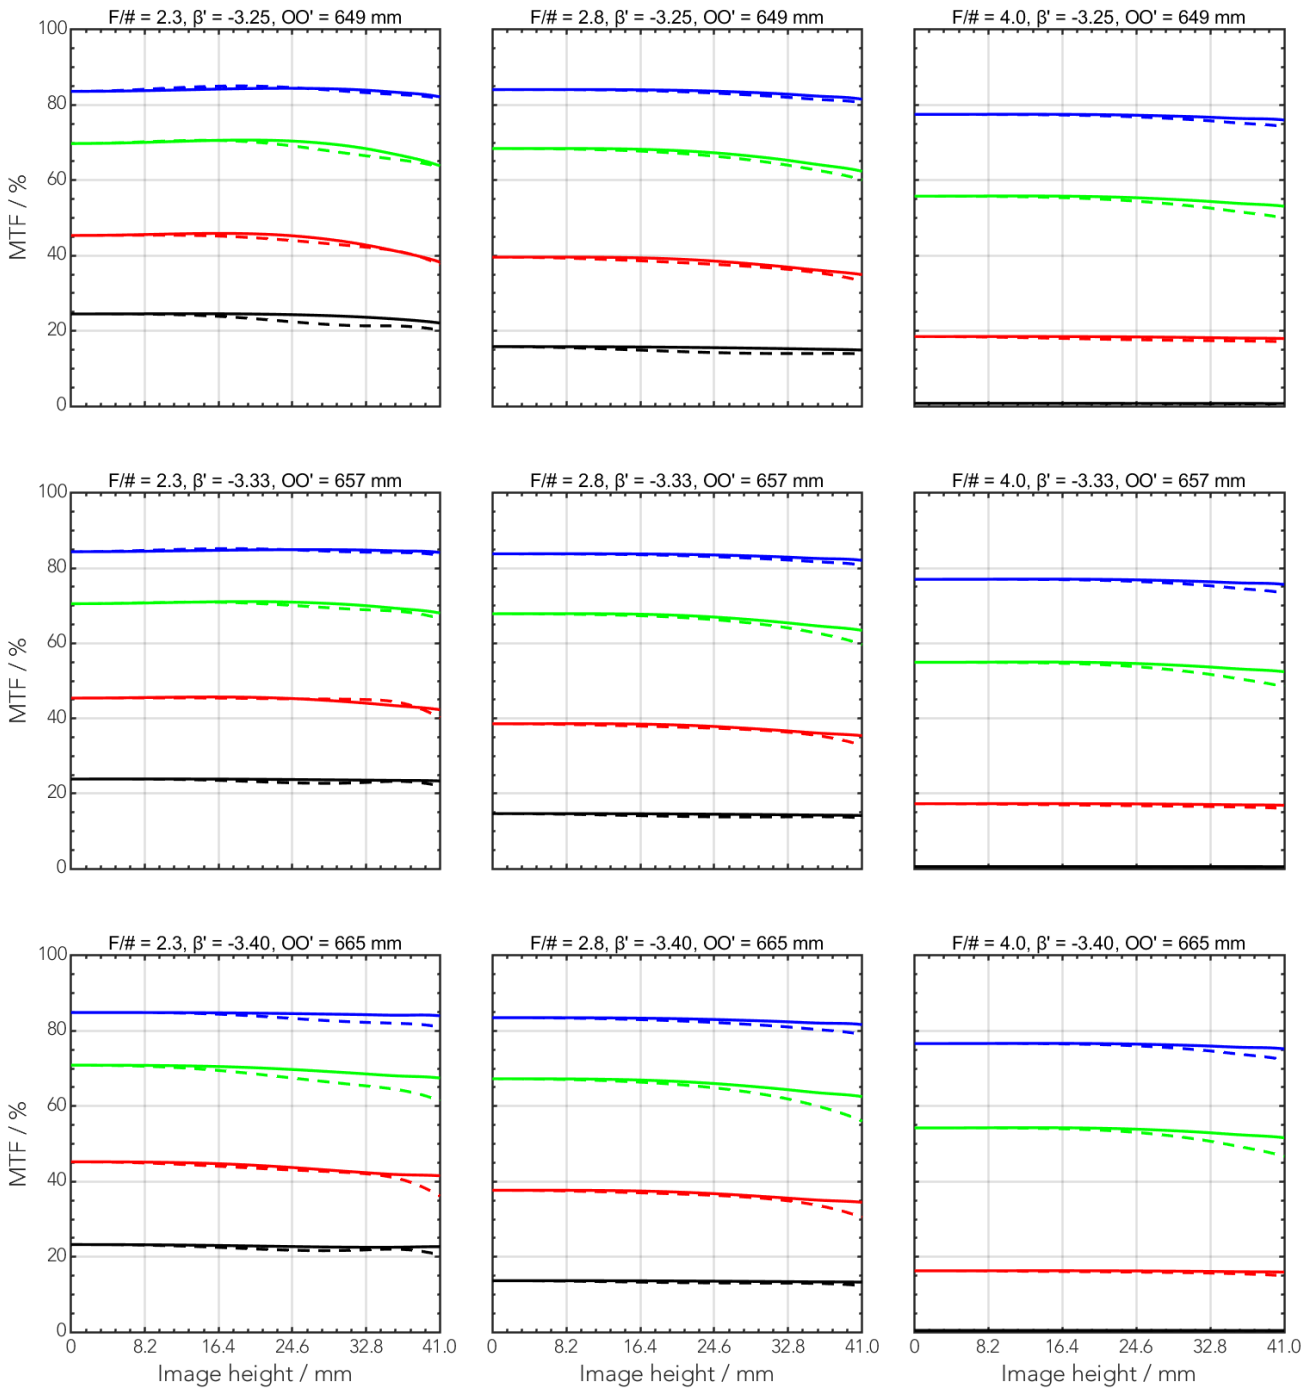 F/# = 2.3, β' = -3.25, OO' = 649 mm
F/# = 2.8, β' = -3.25, OO' = 649 mm
F/# = 4.0, β' = -3.25, OO' = 649 mm
100
80
60
40
20
0
MTF / %
F/# = 2.3, β' = -3.33, OO' = 657 mm
F/# = 2.8, β' = -3.33, OO' = 657 mm
F/# = 4.0, β' = -3.33, OO' = 657 mm
100
80
60
40
20
0
MTF / %
F/# = 2.3, β' = -3.40, OO' = 665 mm
F/# = 2.8, β' = -3.40, OO' = 665 mm
F/# = 4.0, β' = -3.40, OO' = 665 mm
100
80
60
40
20
0
MTF / %
0 8.2 16.4 24.6 32.8 41.0
0 8.2 16.4 24.6 32.8 41.0
0 8.2 16.4 24.6 32.8 41.0
Image height / mm
Image height / mm
Image height / mm